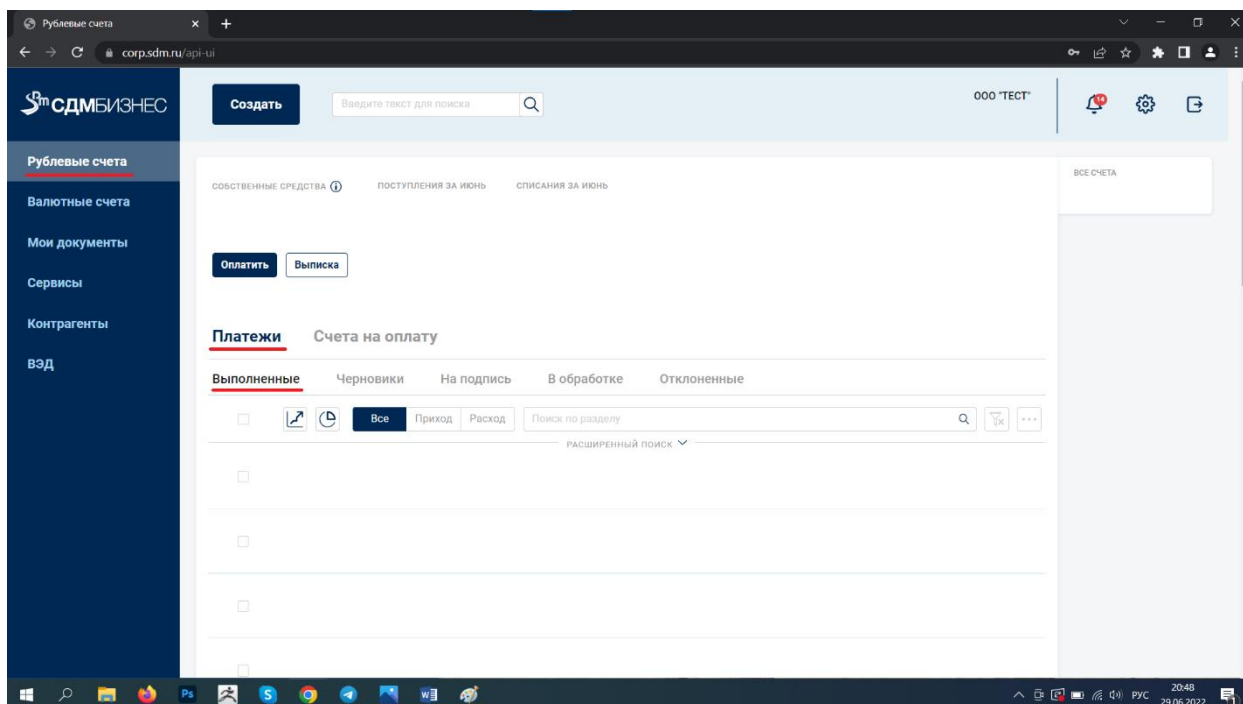 Рублевые счета
corp.sdm.ru/api-ui
СДМБИЗНЕС
Создать
Введите текст для поиска
ООО "ТЕСТ"
14
Рублевые счета
Валютные счета
Мои документы
Сервисы
Контрагенты
ВЭД
СОБСТВЕННЫЕ СРЕДСТВА
ПОСТУПЛЕНИЯ ЗА ИЮНЬ
СПИСАНИЯ ЗА ИЮНЬ
ВСЕ СЧЕТА
Оплатить
Выписка
Платежи
Счета на оплату
Выполненные
Черновики
На подпись
В обработке
Отклоненные
Все
Приход
Расход
Поиск по разделу
РАСШИРЕННЫЙ ПОИСК
Ps
РУС
20:48
29.06.2022